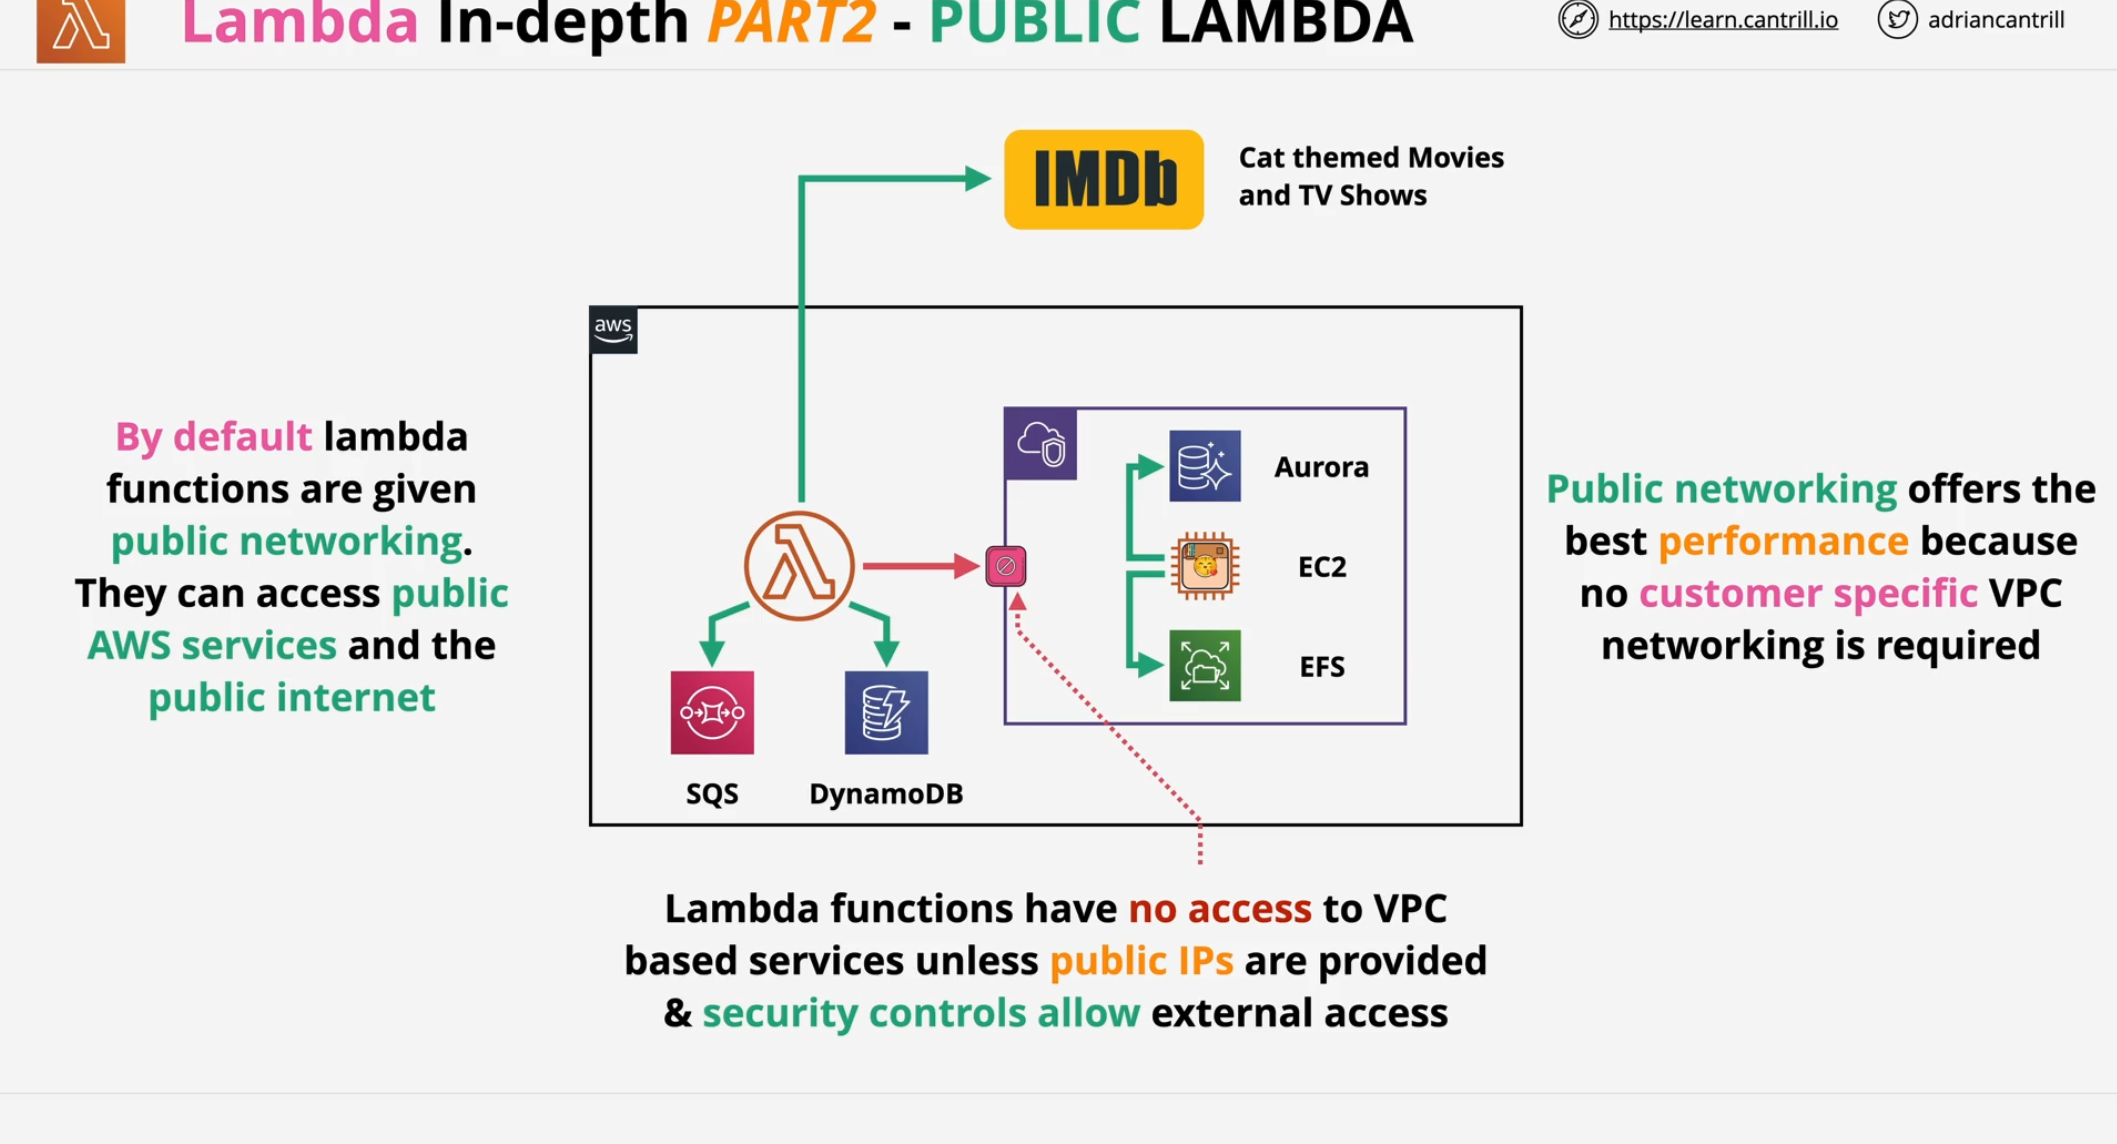 Lambda In-depth PART2 - PUBLIC LAMBDA
https://learn.cantrill.io
adriancantrill
IMDb
Cat themed Movies
and TV Shows
aws
By default lambda
functions are given
public networking.
They can access public
AWS services and the
public internet
Aurora
EC2
EFS
SQS
DynamoDB
Public networking offers the
best performance because
no customer specific VPC
networking is required
Lambda functions have no access to VPC
based services unless public IPs are provided
& security controls allow external access